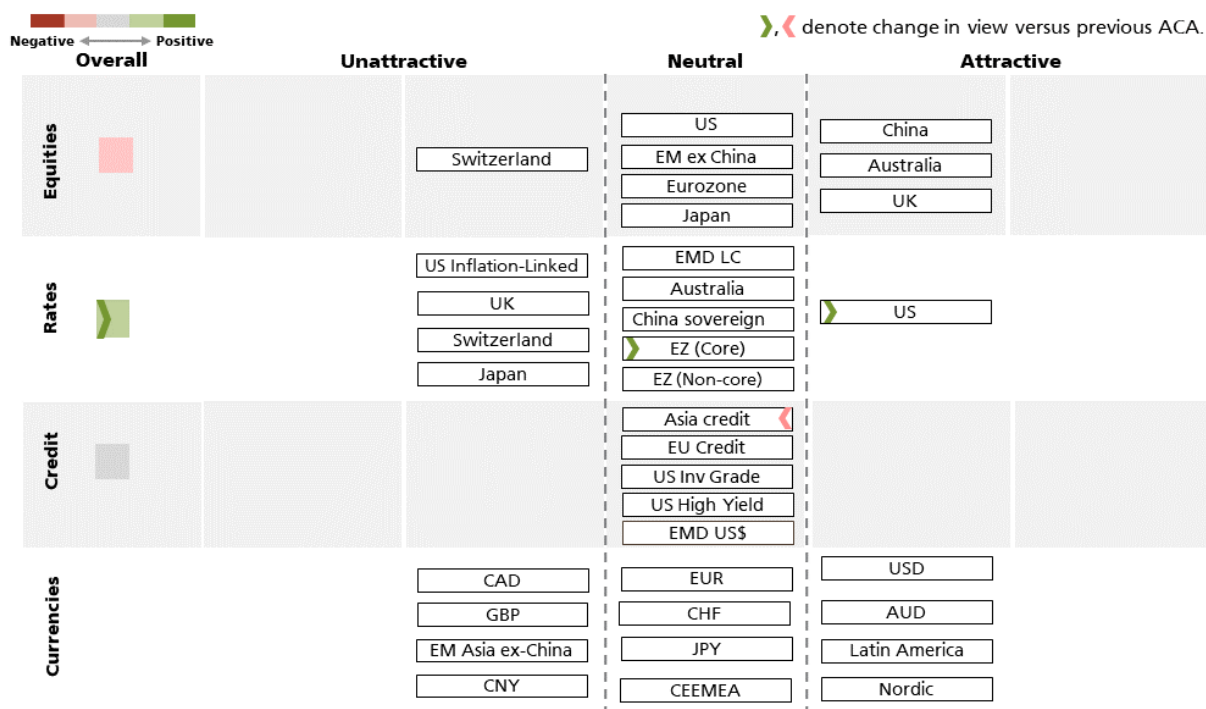 Negative Positive
, denote change in view versus previous ACA.
Overall Unattractive Neutral Attractive
Equities
Switzerland
US
EM ex China
Eurozone
Japan
China
Australia
UK
Rates
US Inflation-Linked
UK
Switzerland
Japan
EMD LC
Australia
China sovereign
EZ (Core)
EZ (Non-core)
US
Credit
Asia credit
EU Credit
US Inv Grade
US High Yield
EMD US$
Currencies
CAD
GBP
EM Asia ex-China
CNY
EUR
CHF
JPY
CEEMEA
USD
AUD
Latin America
Nordic